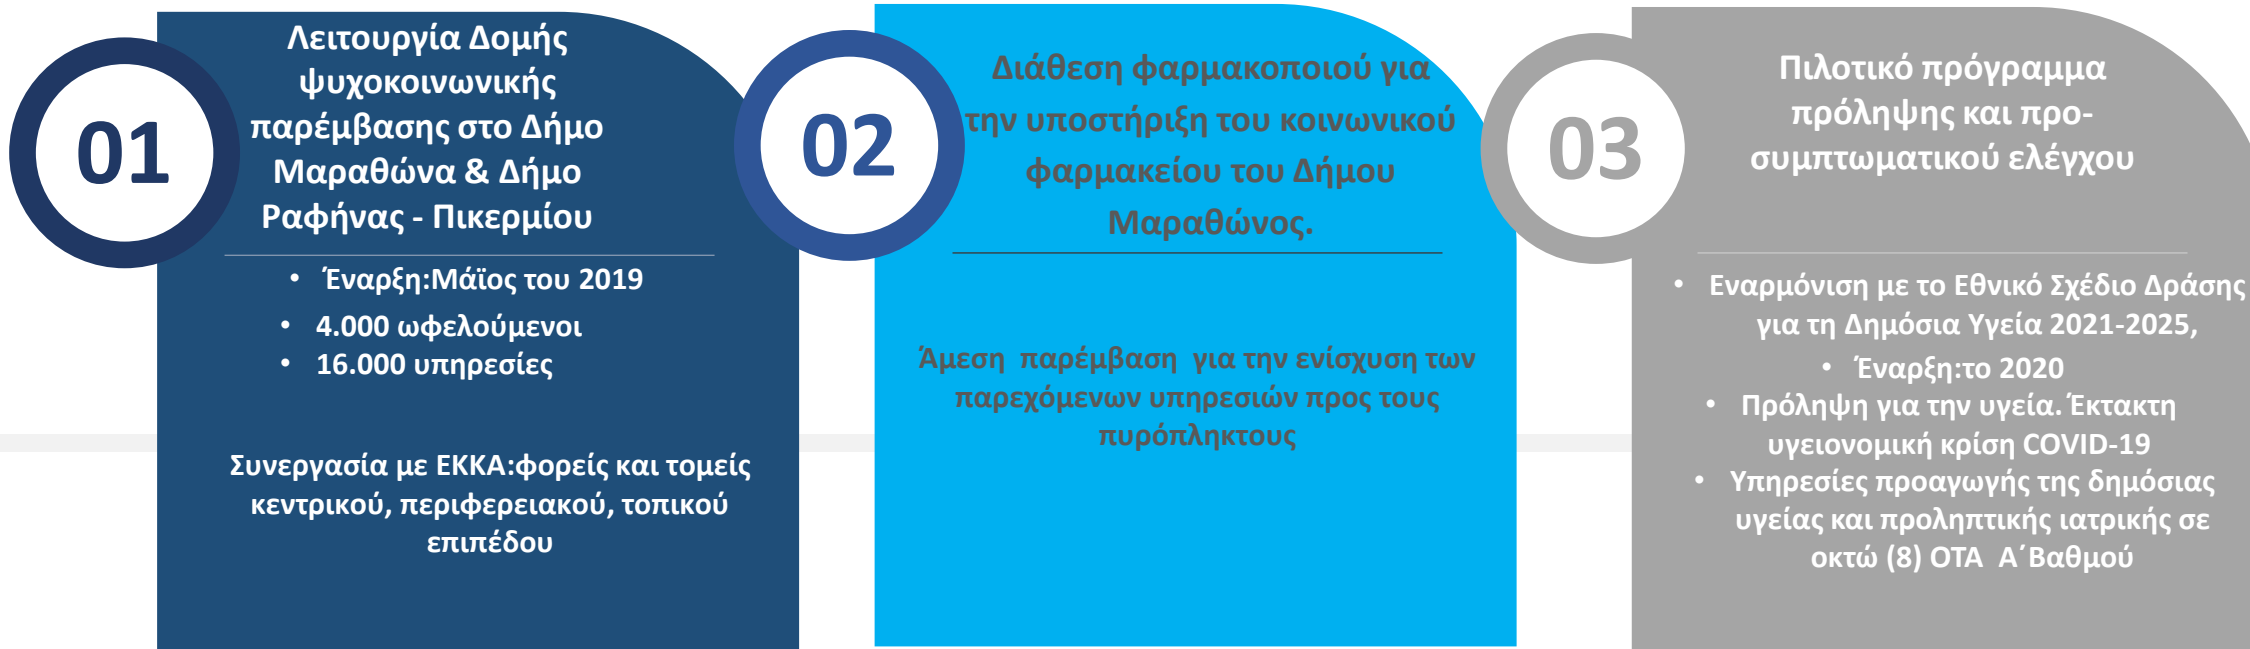 01
Λειτουργία Δομής
ψυχοκοινωνικής
παρέμβασης στο Δήμο
Μαραθώνα & Δήμο
Ραφήνας - Πικερμίου
• Έναρξη:Μάϊος του 2019
• 4.000 ωφελούμενοι
• 16.000 υπηρεσίες
Συνεργασία με ΕΚΚΑ:φορείς και τομείς
κεντρικού, περιφερειακού, τοπικού
επιπέδου
02
Διάθεση φαρμακοποιού για
την υποστήριξη του κοινωνικού
φαρμακείου του Δήμου
Μαραθώνος.
Άμεση παρέμβαση για την ενίσχυση των
παρεχόμενων υπηρεσιών προς τους
πυρόπληκτους
03
Πιλοτικό πρόγραμμα
πρόληψης και προ-
συμπτωματικού ελέγχου
• Εναρμόνιση με το Εθνικό Σχέδιο Δράσης
για τη Δημόσια Υγεία 2021-2025,
• Έναρξη:το 2020
• Πρόληψη για την υγεία. Έκτακτη
υγειονομική κρίση COVID-19
• Υπηρεσίες προαγωγής της δημόσιας
υγείας και προληπτικής ιατρικής σε
οκτώ (8) ΟΤΑ Α΄Βαθμού